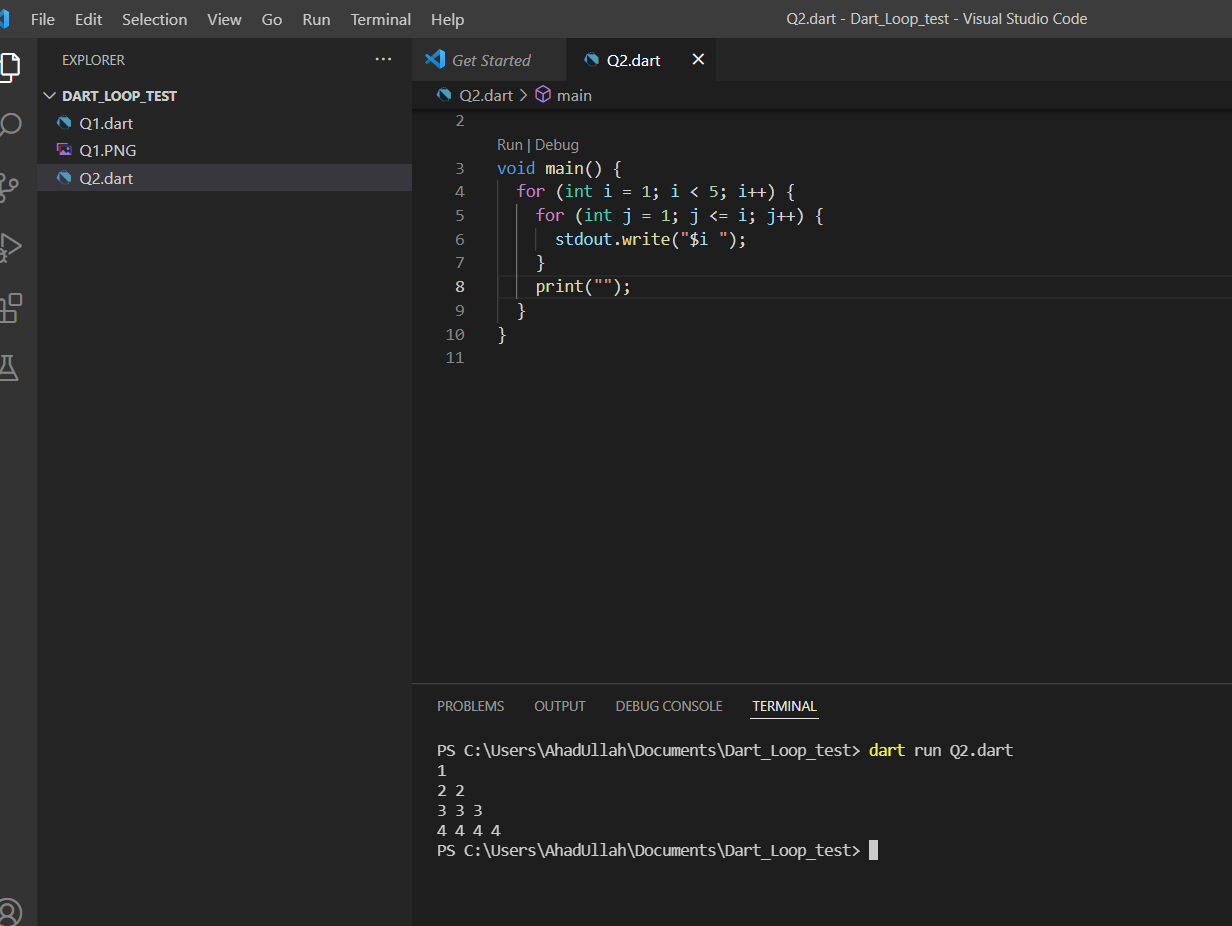 File Edit Selection View Go Run Terminal Help
Q2.dart - Dart_Loop_test - Visual Studio Code
EXPLORER
DART_LOOP_TEST
Q1.dart
Q1.PNG
Q2.dart
Get Started
Q2.dart
Q2.dart > main
2
Run | Debug
3 void main() {
4 for (int i = 1; i < 5; i++) {
5 for (int j = 1; j <= i; j++) {
6 stdout.write("$i ");
7 }
8 print("");
9 }
10 }
11
PROBLEMS OUTPUT DEBUG CONSOLE TERMINAL
PS C:\Users\AhadUllah\Documents\Dart_Loop_test> dart run Q2.dart
1
2 2
3 3 3
4 4 4 4
PS C:\Users\AhadUllah\Documents\Dart_Loop_test>